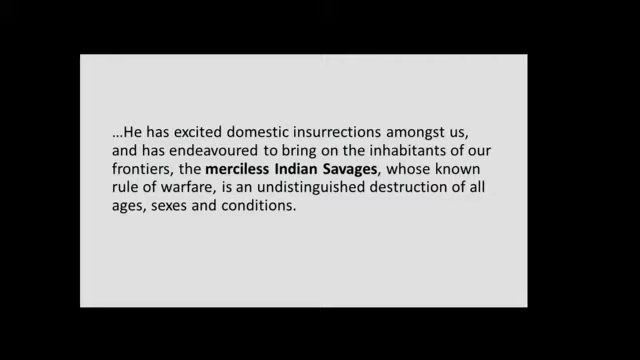 …He has excited domestic insurrections amongst us,
and has endeavoured to bring on the inhabitants of our
frontiers, the merciless Indian Savages, whose known
rule of warfare, is an undistinguished destruction of all
ages, sexes and conditions.